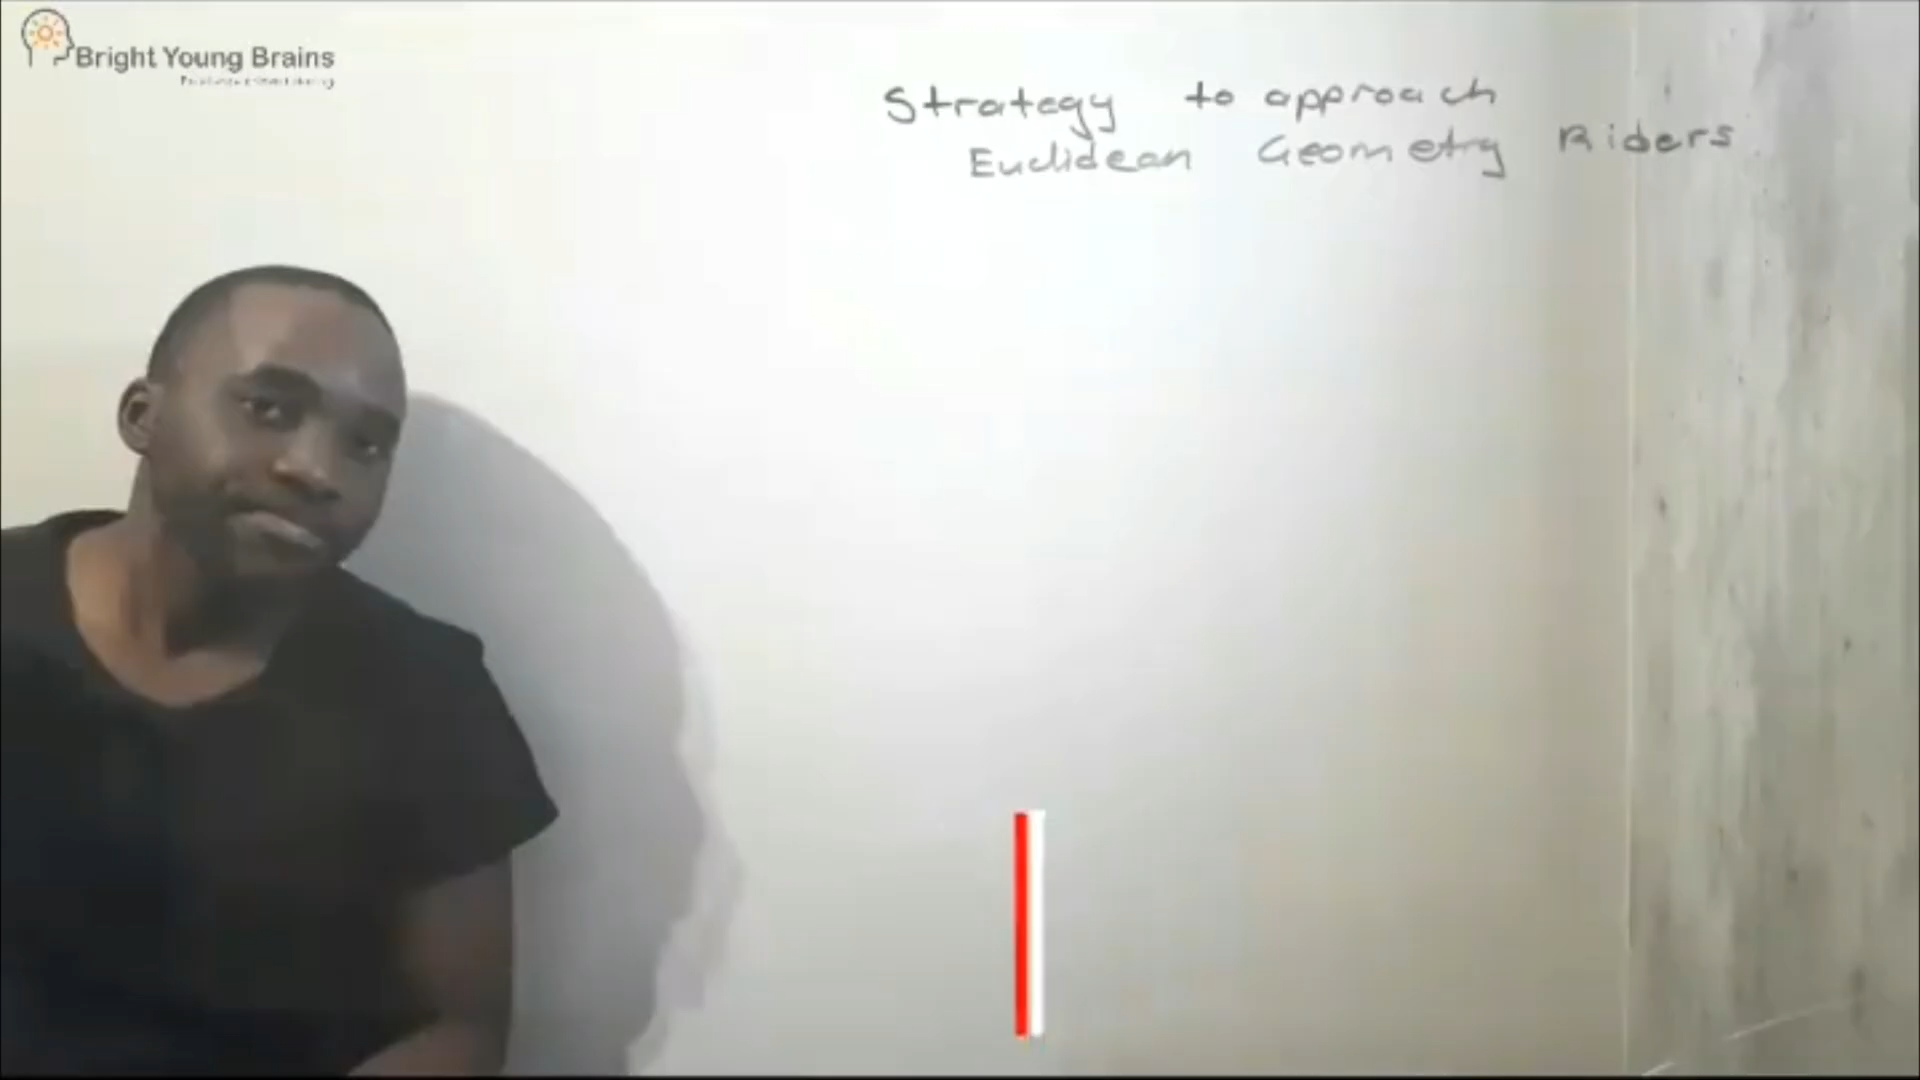 Bright Young Brains
Strategy to approach
Euclidean Geometry Riders